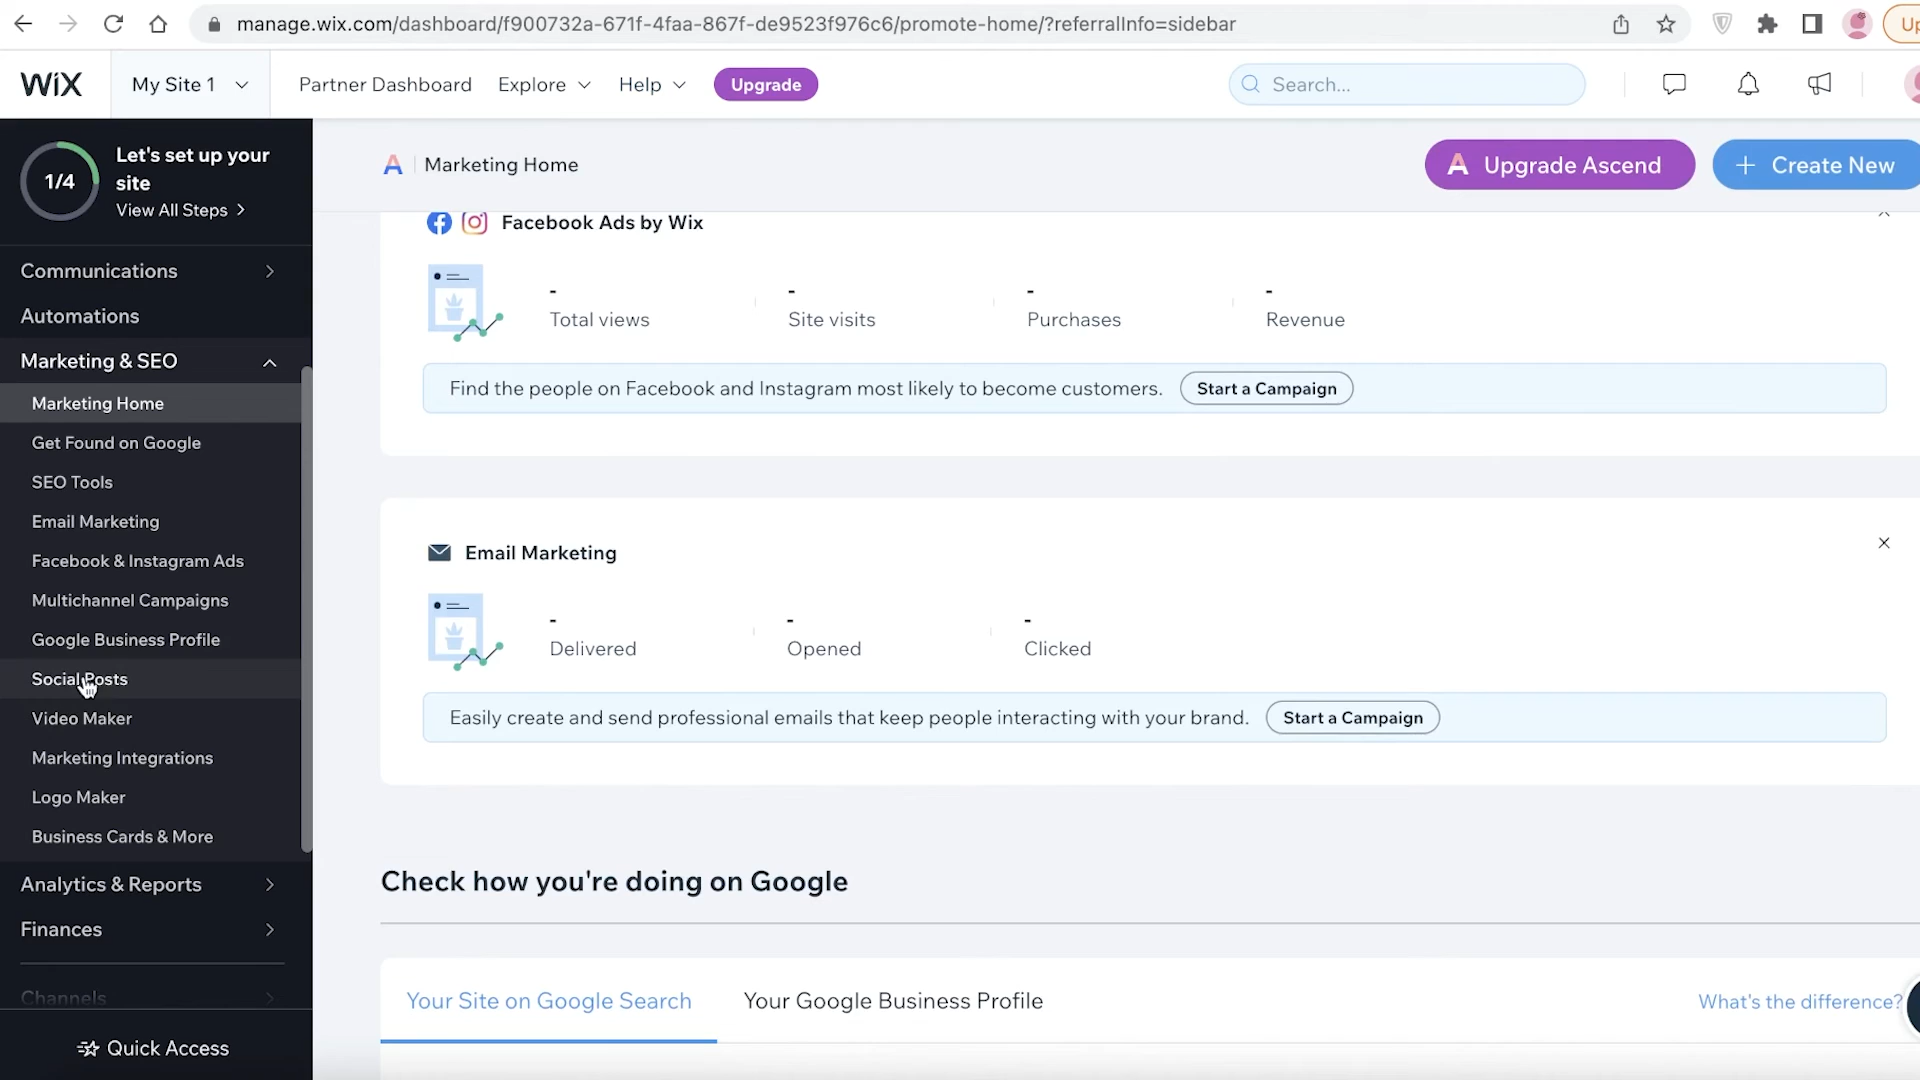 manage.wix.com/dashboard/f900732a-671f-4faa-867f-de9523f976c6/promote-home/?referralInfo=sidebar
Up
WiX
My Site 1
Partner Dashboard
Explore
Help
Upgrade
Search...
1/4
Let's set up your
site
View All Steps
Communications
Automations
Marketing & SEO
Marketing Home
Get Found on Google
SEO Tools
Email Marketing
Facebook & Instagram Ads
Multichannel Campaigns
Google Business Profile
Social Posts
Video Maker
Marketing Integrations
Logo Maker
Business Cards & More
Analytics & Reports
Finances
Channels
Quick Access
Marketing Home
Upgrade Ascend
+ Create New
Facebook Ads by Wix
- - - -
Total views Site visits Purchases Revenue
Find the people on Facebook and Instagram most likely to become customers. Start a Campaign
Email Marketing
- - -
Delivered Opened Clicked
Easily create and send professional emails that keep people interacting with your brand. Start a Campaign
Check how you're doing on Google
Your Site on Google Search Your Google Business Profile What's the difference?